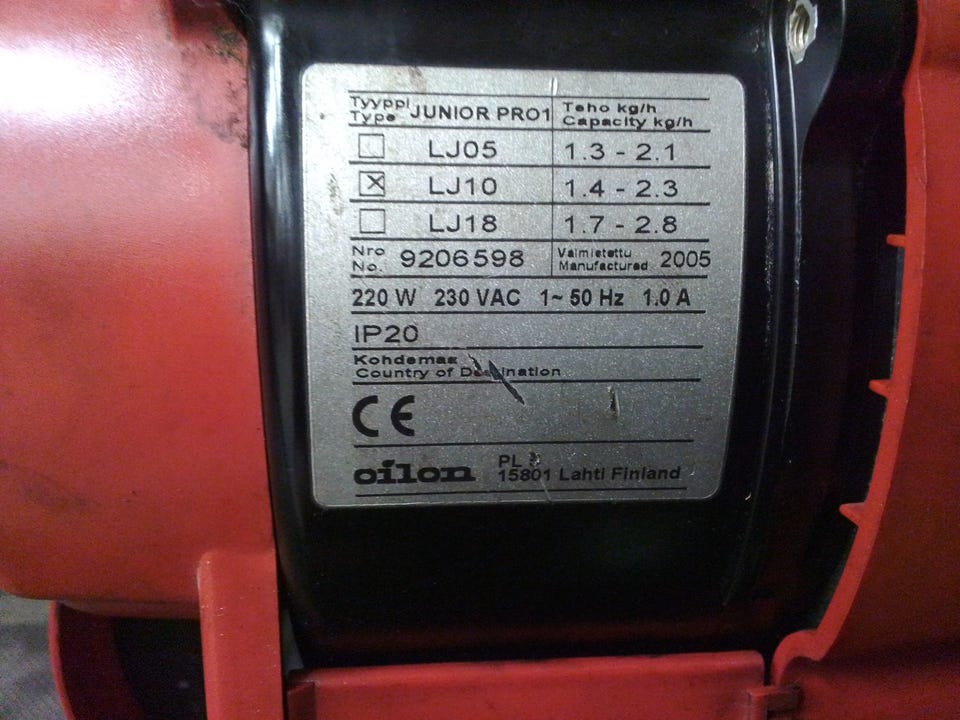 Tyyppi JUNIOR PRO1 Teho kg/h
Type Capacity kg/h
☐ LJ05 1.3 - 2.1
☒ LJ10 1.4 - 2.3
☐ LJ18 1.7 - 2.8
Nro Valmistettu
No. 9206598 Manufactured 2005
220 W 230 VAC 1~ 50 Hz 1.0 A
IP20
Kohdemaa
Country of Destination
CE
oilon PL
15801 Lahti Finland